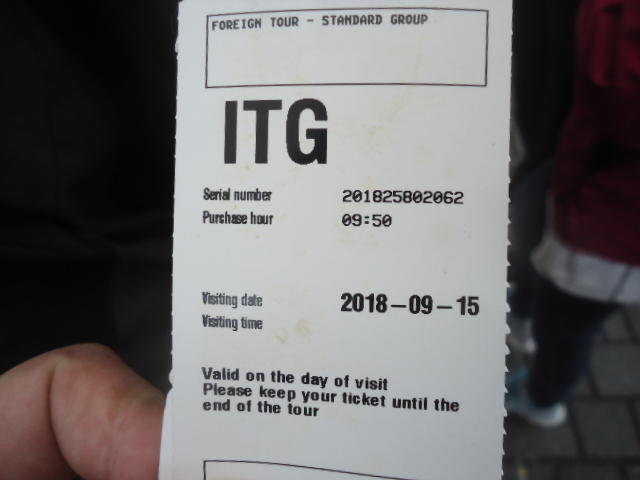 FOREIGN TOUR - STANDARD GROUP
ITG
Serial number 201825802062
Purchase hour 09:50
Visiting date 2018-09-15
Visiting time
Valid on the day of visit
Please keep your ticket until the
end of the tour